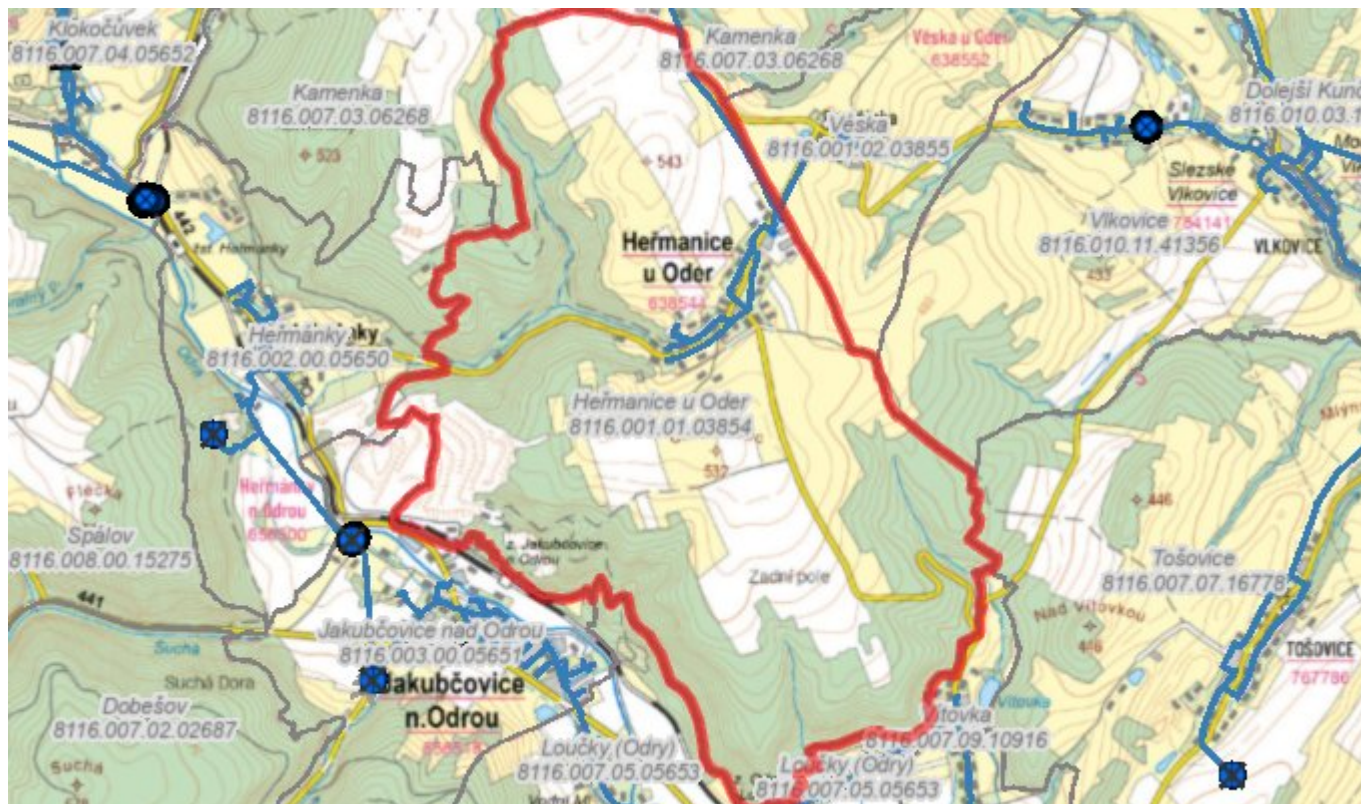 Klokočůvek
8116.007.04.05652
Kamenka
8116.007.03.06268
Kamenka
8116.007.03.06268
Véska u Oder
638552
Dolejší Kunč
8116.010.03.1
Véska
8116.001.02.03855
523
543
Slezské
Vlkovice
Vlkovice 784141
8116.010.11.41356
VLKOVICE
433
442
žst. Heřmánky
Heřmanice
u Oder
638544
Heřmánky
8116.002.00.05650
Odra
Heřmanice u Oder
8116.001.01.03854
532
Flečka
Heřmánky
n.Odrou
Spálov
8116.008.00.15275
z. Jakubčovice
n. Odrou
446
Tošovice
8116.007.07.16778
Zadní pole
Nad Vítovkou
446
441
Suchá
Jakubčovice nad Odrou
8116.003.00.05651
TOŠOVICE
767786
Suchá Dora
Jakubčovice
n.Odrou
Dobešov
8116.007.02.02687
Vítovka
Vítovka
8116.007.09.10916
Loučky (Odry)
8116.007.05.05653
Loučky (Odry)
8116.007.05.05653
Suchá